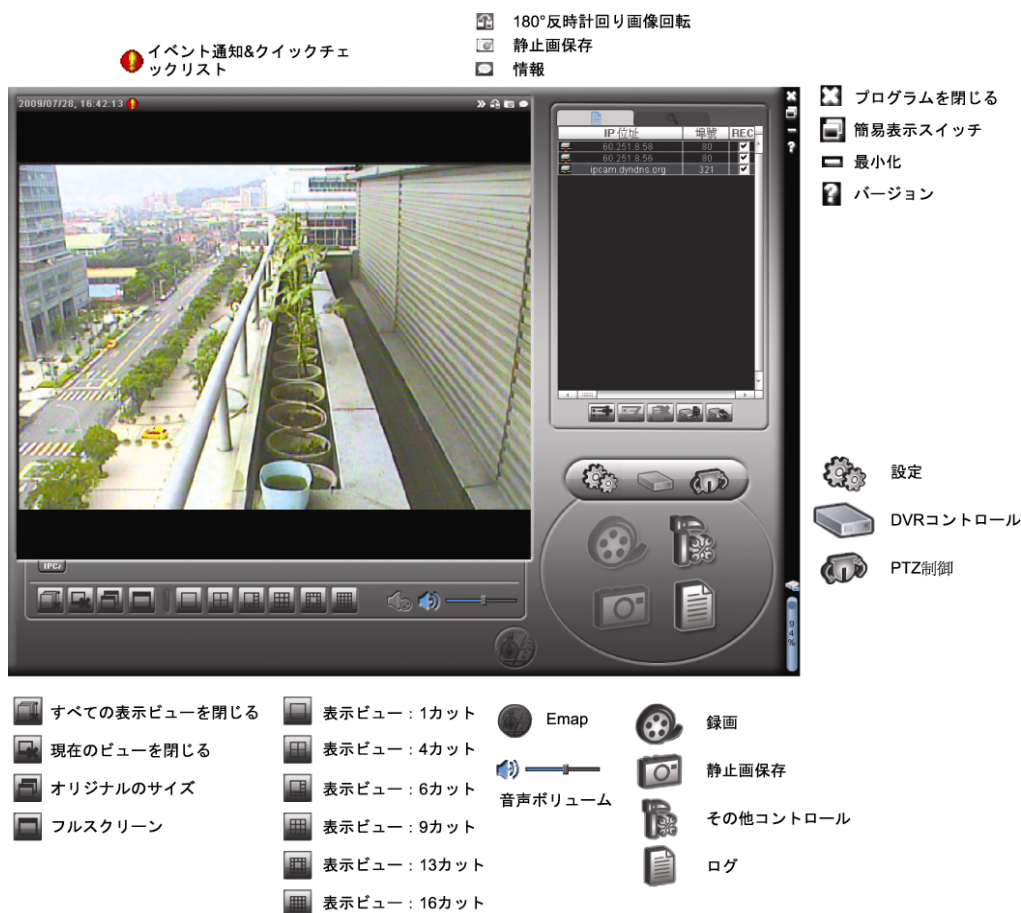 180°反時計回り画像回転
静止画保存
情報
イベント通知&クイックチェ
ックリスト
2009/07/28, 16:42:13
IP 位址 埠號 REC
60.251.8.58 80
60.251.8.56 80
ipcam.dyndns.org 321
プログラムを閉じる
簡易表示スイッチ
最小化
バージョン
設定
DVRコントロール
PTZ制御
94%
すべての表示ビューを閉じる
現在のビューを閉じる
オリジナルのサイズ
フルスクリーン
表示ビュー：1カット
表示ビュー：4カット
表示ビュー：6カット
表示ビュー：9カット
表示ビュー：13カット
表示ビュー：16カット
Emap
音声ボリューム
録画
静止画保存
その他コントロール
ログ